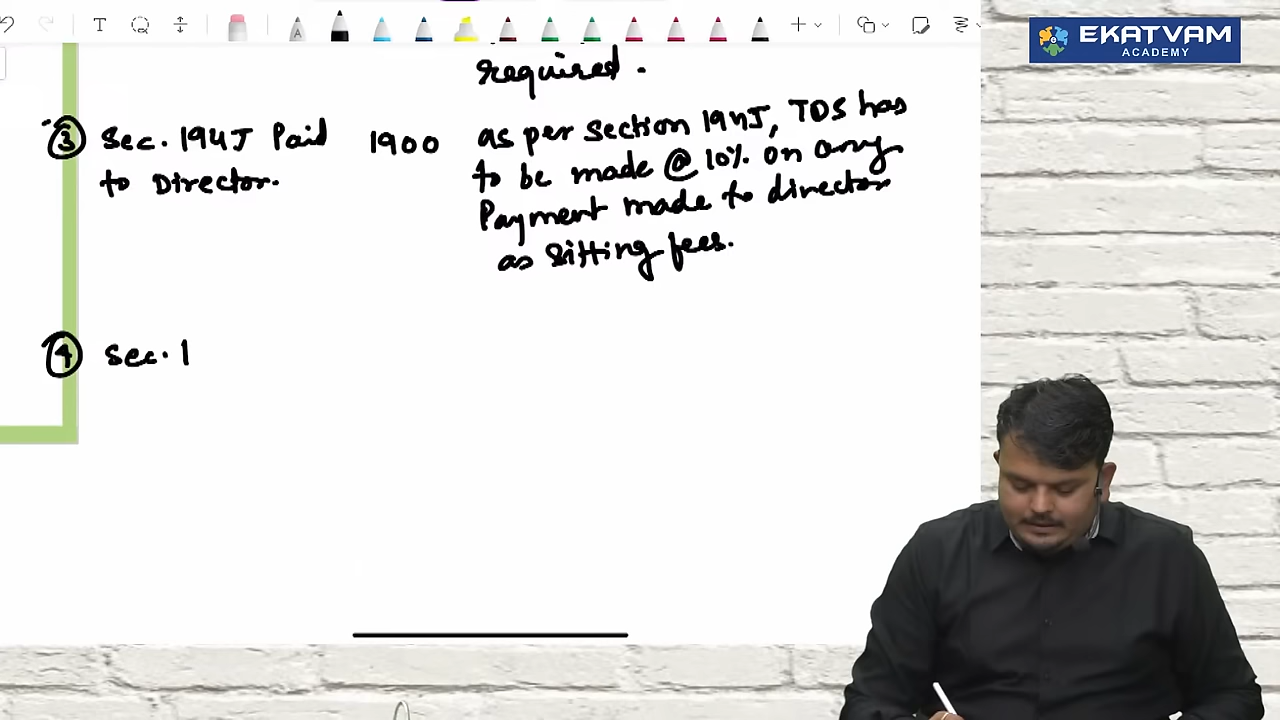 EKATVAM
ACADEMY
required.
③ Sec. 194J Paid 1900 as per section 194J, TDS has
to Director. to be made @ 10% on any
Payment made to director
as sitting fees.
④ Sec. 1